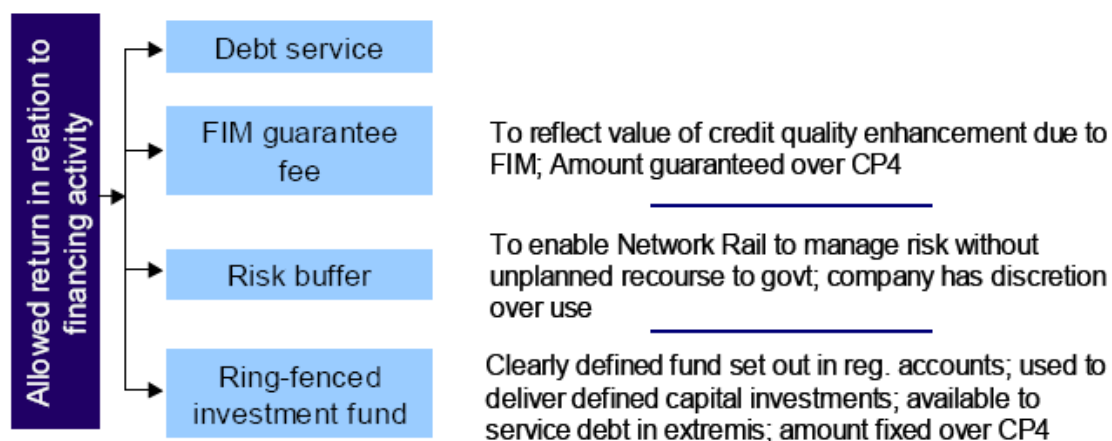 Allowed return in relation to
financing activity
Debt service
FIM guarantee
fee
To reflect value of credit quality enhancement due to
FIM; Amount guaranteed over CP4
Risk buffer
To enable Network Rail to manage risk without
unplanned recourse to govt; company has discretion
over use
Ring-fenced
investment fund
Clearly defined fund set out in reg. accounts; used to
deliver defined capital investments; available to
service debt in extremis; amount fixed over CP4